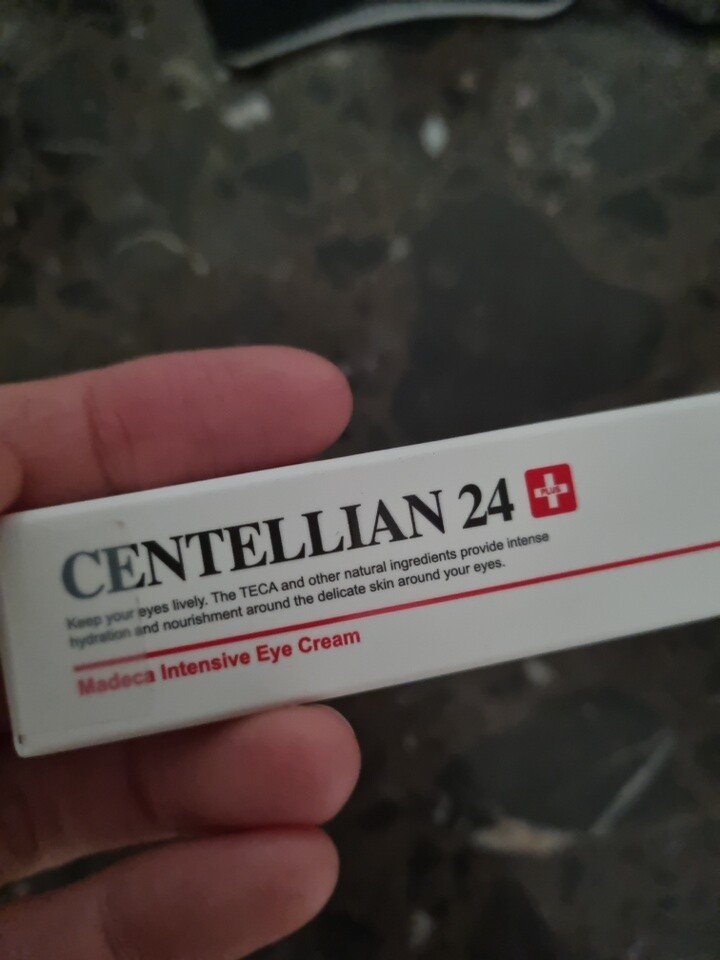 CENTELLIAN 24
PLUS
Keep your eyes lively. The TECA and other natural ingredients provide intense
hydration and nourishment around the delicate skin around your eyes.
Madeca Intensive Eye Cream